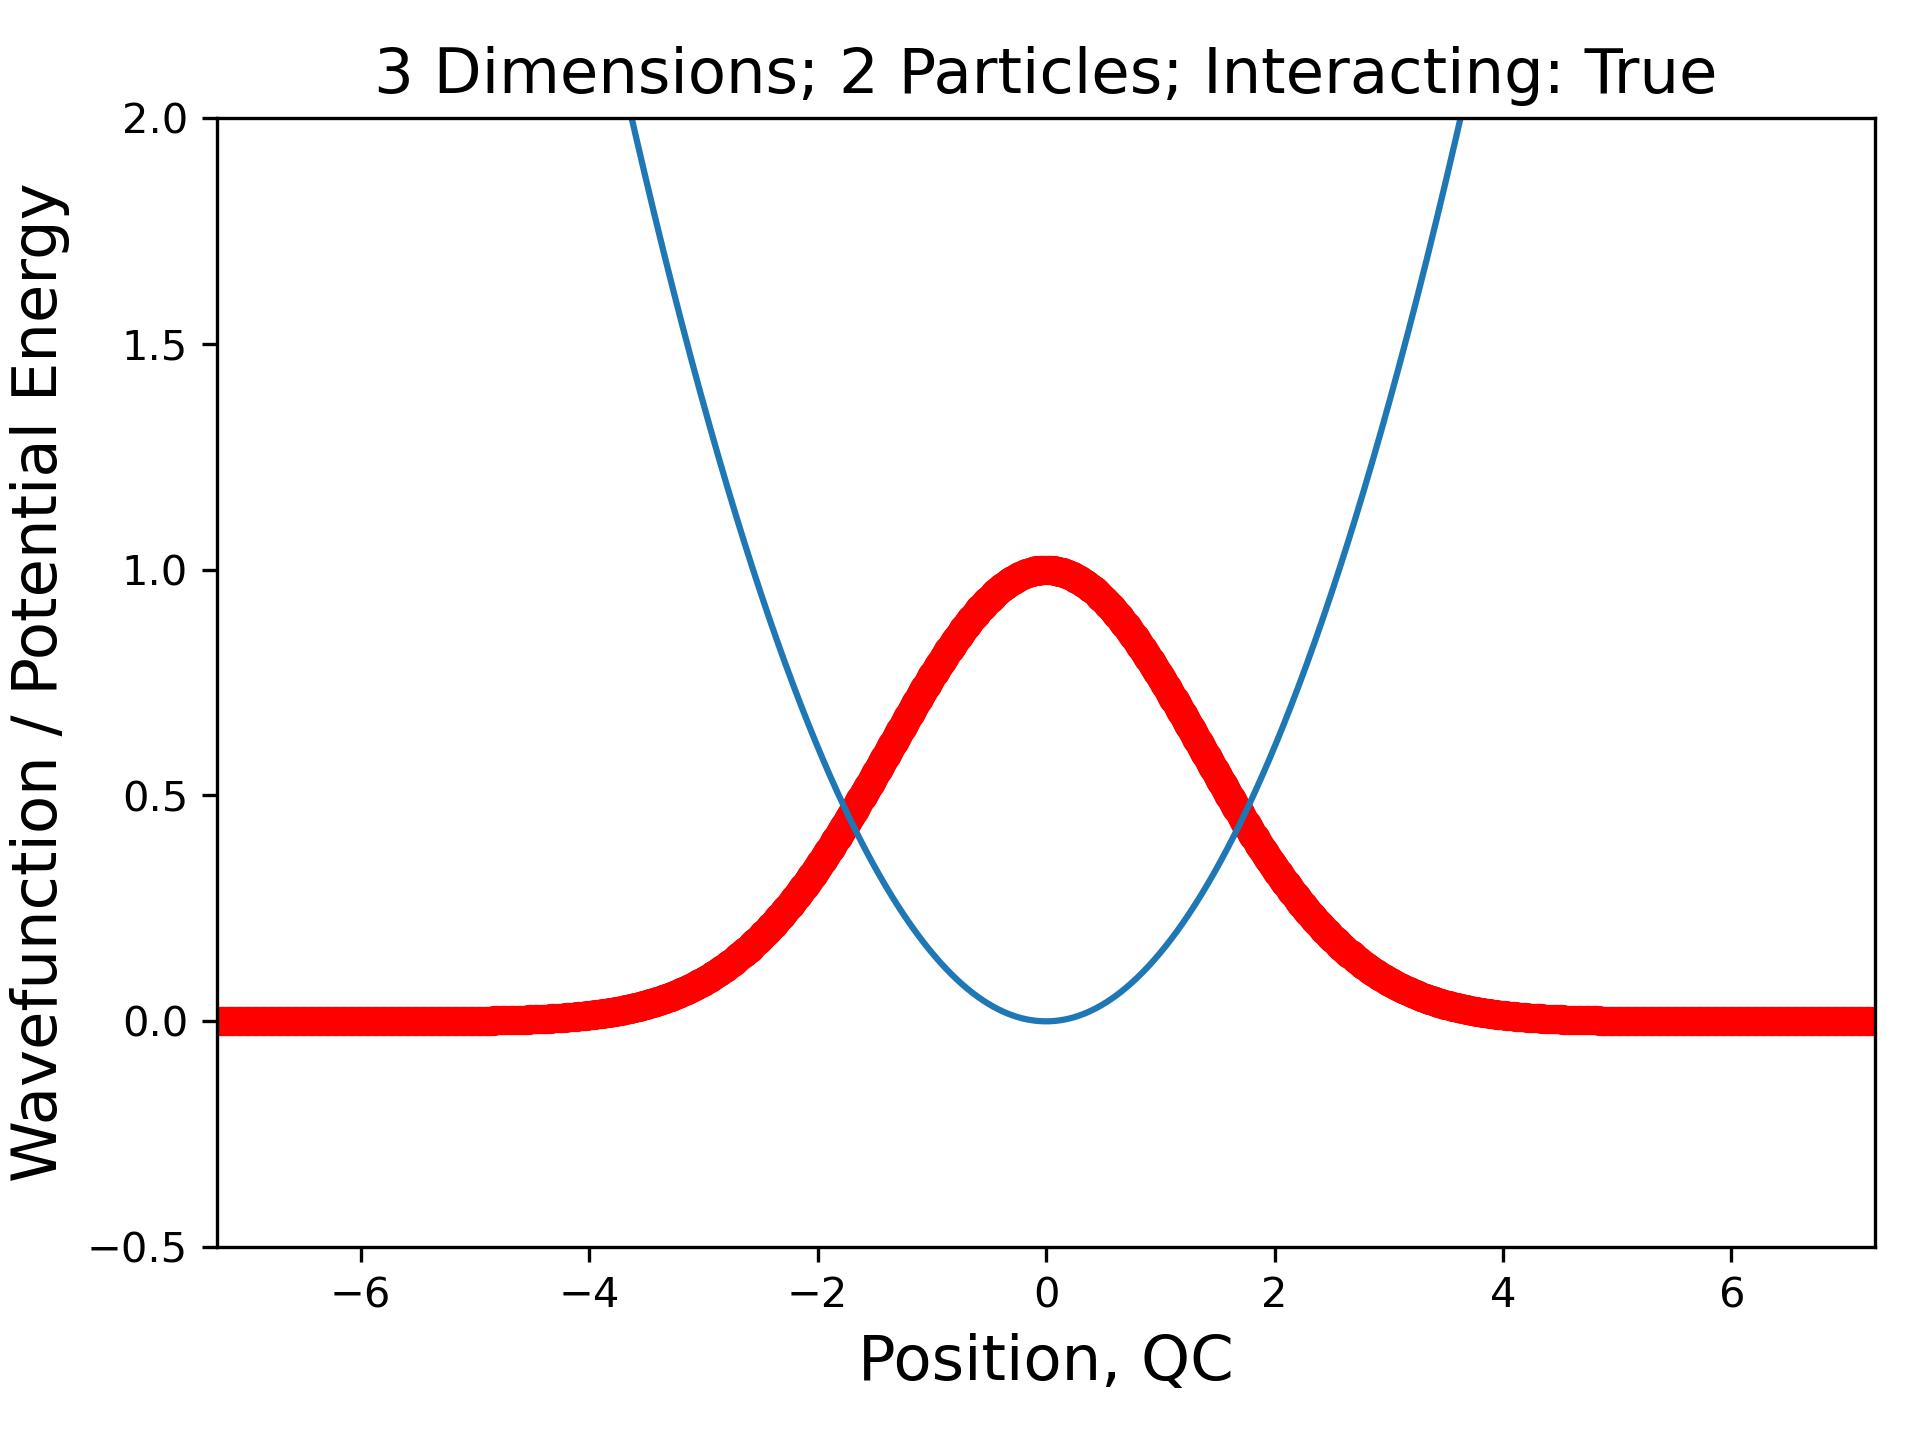 3 Dimensions; 2 Particles; Interacting: True
Wavefunction / Potential Energy
2.0
1.5
1.0
0.5
0.0
−0.5
−6 −4 −2 0 2 4 6
Position, QC